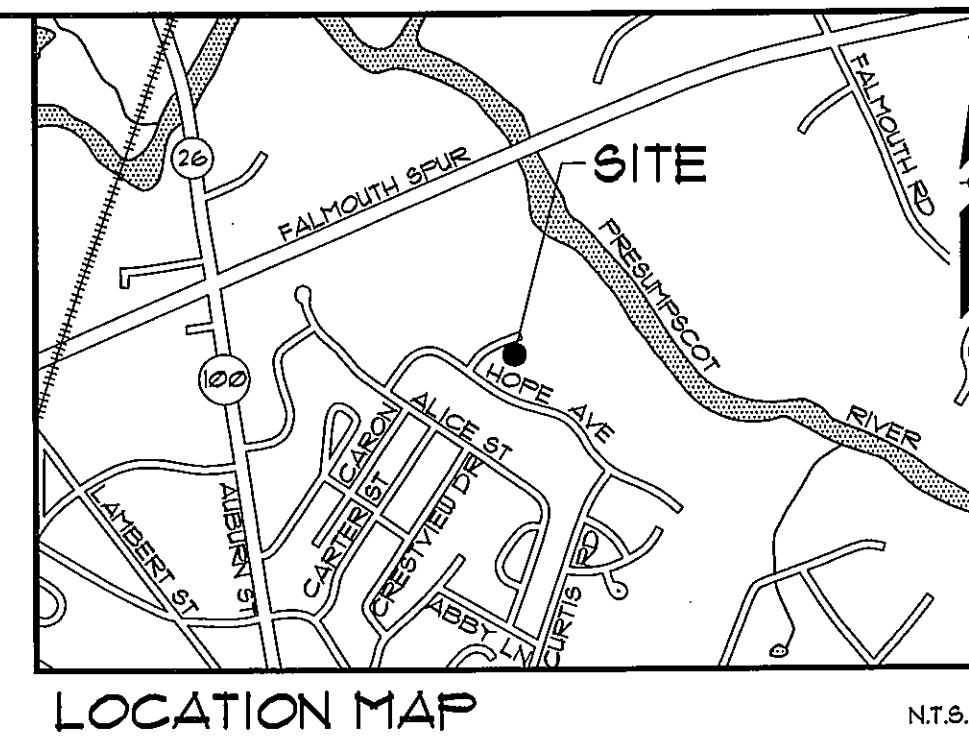 26
FALMOUTH SPUR
SITE
FALMOUTH RD
PRESUMPSCOT
RIVER
100
HOPE AVE
ALICE ST
CARON
CARTER ST
CRESTVIEW DR
LAMBERT ST
AUBURN ST
ABBY LN
CURTIS RD
LOCATION MAP
N.T.S.